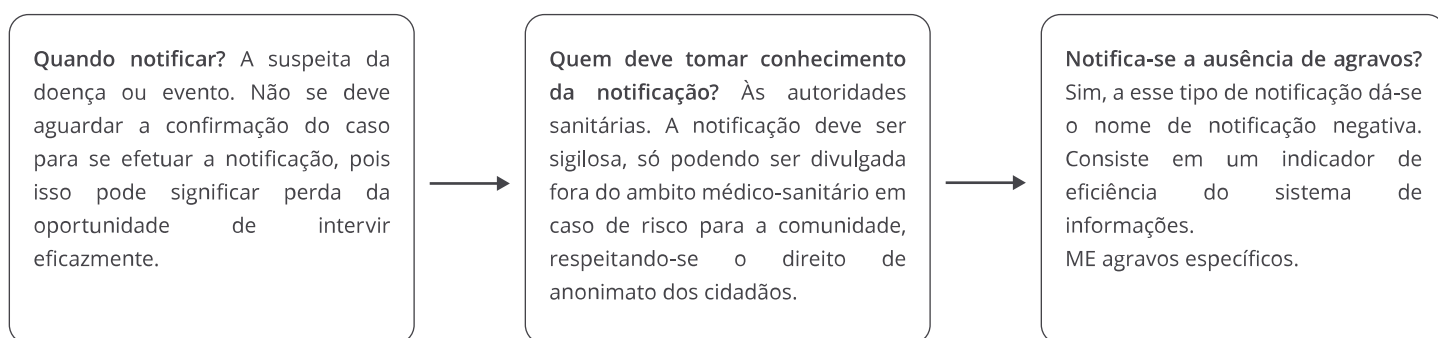 Quando notificar? A suspeita da
doença ou evento. Não se deve
aguardar a confirmação do caso
para se efetuar a notificação, pois
isso pode significar perda da
oportunidade de intervir
eficazmente.
Quem deve tomar conhecimento
da notificação? Às autoridades
sanitárias. A notificação deve ser
sigilosa, só podendo ser divulgada
fora do ambito médico-sanitário em
caso de risco para a comunidade,
respeitando-se o direito de
anonimato dos cidadãos.
Notifica-se a ausência de agravos?
Sim, a esse tipo de notificação dá-se
o nome de notificação negativa.
Consiste em um indicador de
eficiência do sistema de
informações.
ME agravos específicos.